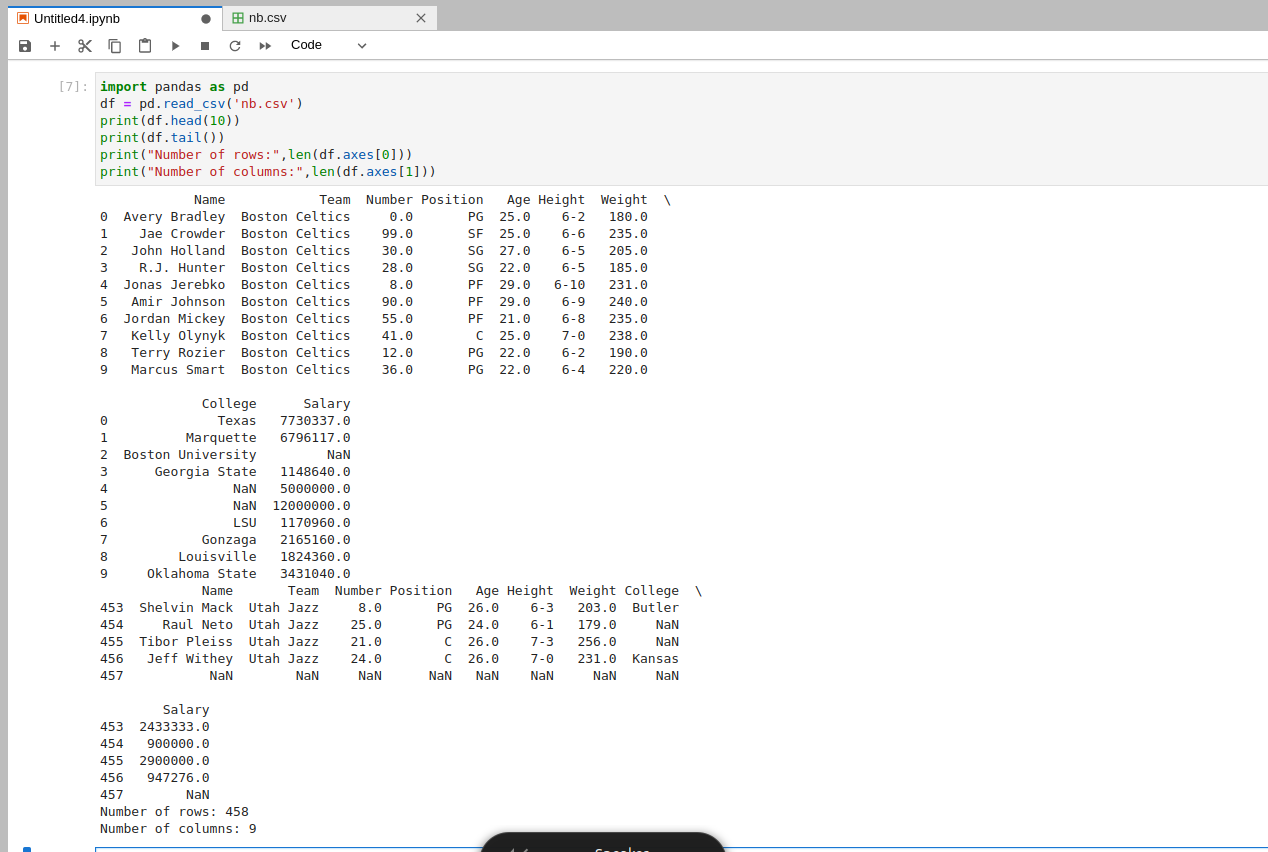 Untitled4.ipynb
nb.csv
Code
[7]:
import pandas as pd
df = pd.read_csv('nb.csv')
print(df.head(10))
print(df.tail())
print("Number of rows:",len(df.axes[0]))
print("Number of columns:",len(df.axes[1]))
            Name            Team  Number Position   Age Height  Weight  \
0  Avery Bradley  Boston Celtics     0.0       PG  25.0    6-2   180.0
1    Jae Crowder  Boston Celtics    99.0       SF  25.0    6-6   235.0
2   John Holland  Boston Celtics    30.0       SG  27.0    6-5   205.0
3    R.J. Hunter  Boston Celtics    28.0       SG  22.0    6-5   185.0
4  Jonas Jerebko  Boston Celtics     8.0       PF  29.0   6-10   231.0
5   Amir Johnson  Boston Celtics    90.0       PF  29.0    6-9   240.0
6  Jordan Mickey  Boston Celtics    55.0       PF  21.0    6-8   235.0
7   Kelly Olynyk  Boston Celtics    41.0        C  25.0    7-0   238.0
8   Terry Rozier  Boston Celtics    12.0       PG  22.0    6-2   190.0
9   Marcus Smart  Boston Celtics    36.0       PG  22.0    6-4   220.0
             College      Salary
0              Texas   7730337.0
1          Marquette   6796117.0
2  Boston University         NaN
3      Georgia State   1148640.0
4                NaN   5000000.0
5                NaN  12000000.0
6                LSU   1170960.0
7            Gonzaga   2165160.0
8         Louisville   1824360.0
9     Oklahoma State   3431040.0
             Name       Team  Number Position   Age Height  Weight College  \
453  Shelvin Mack  Utah Jazz     8.0       PG  26.0    6-3   203.0  Butler
454     Raul Neto  Utah Jazz    25.0       PG  24.0    6-1   179.0     NaN
455  Tibor Pleiss  Utah Jazz    21.0        C  26.0    7-3   256.0     NaN
456   Jeff Withey  Utah Jazz    24.0        C  26.0    7-0   231.0  Kansas
457           NaN        NaN     NaN      NaN   NaN    NaN     NaN     NaN
        Salary
453  2433333.0
454   900000.0
455  2900000.0
456   947276.0
457        NaN
Number of rows: 458
Number of columns: 9